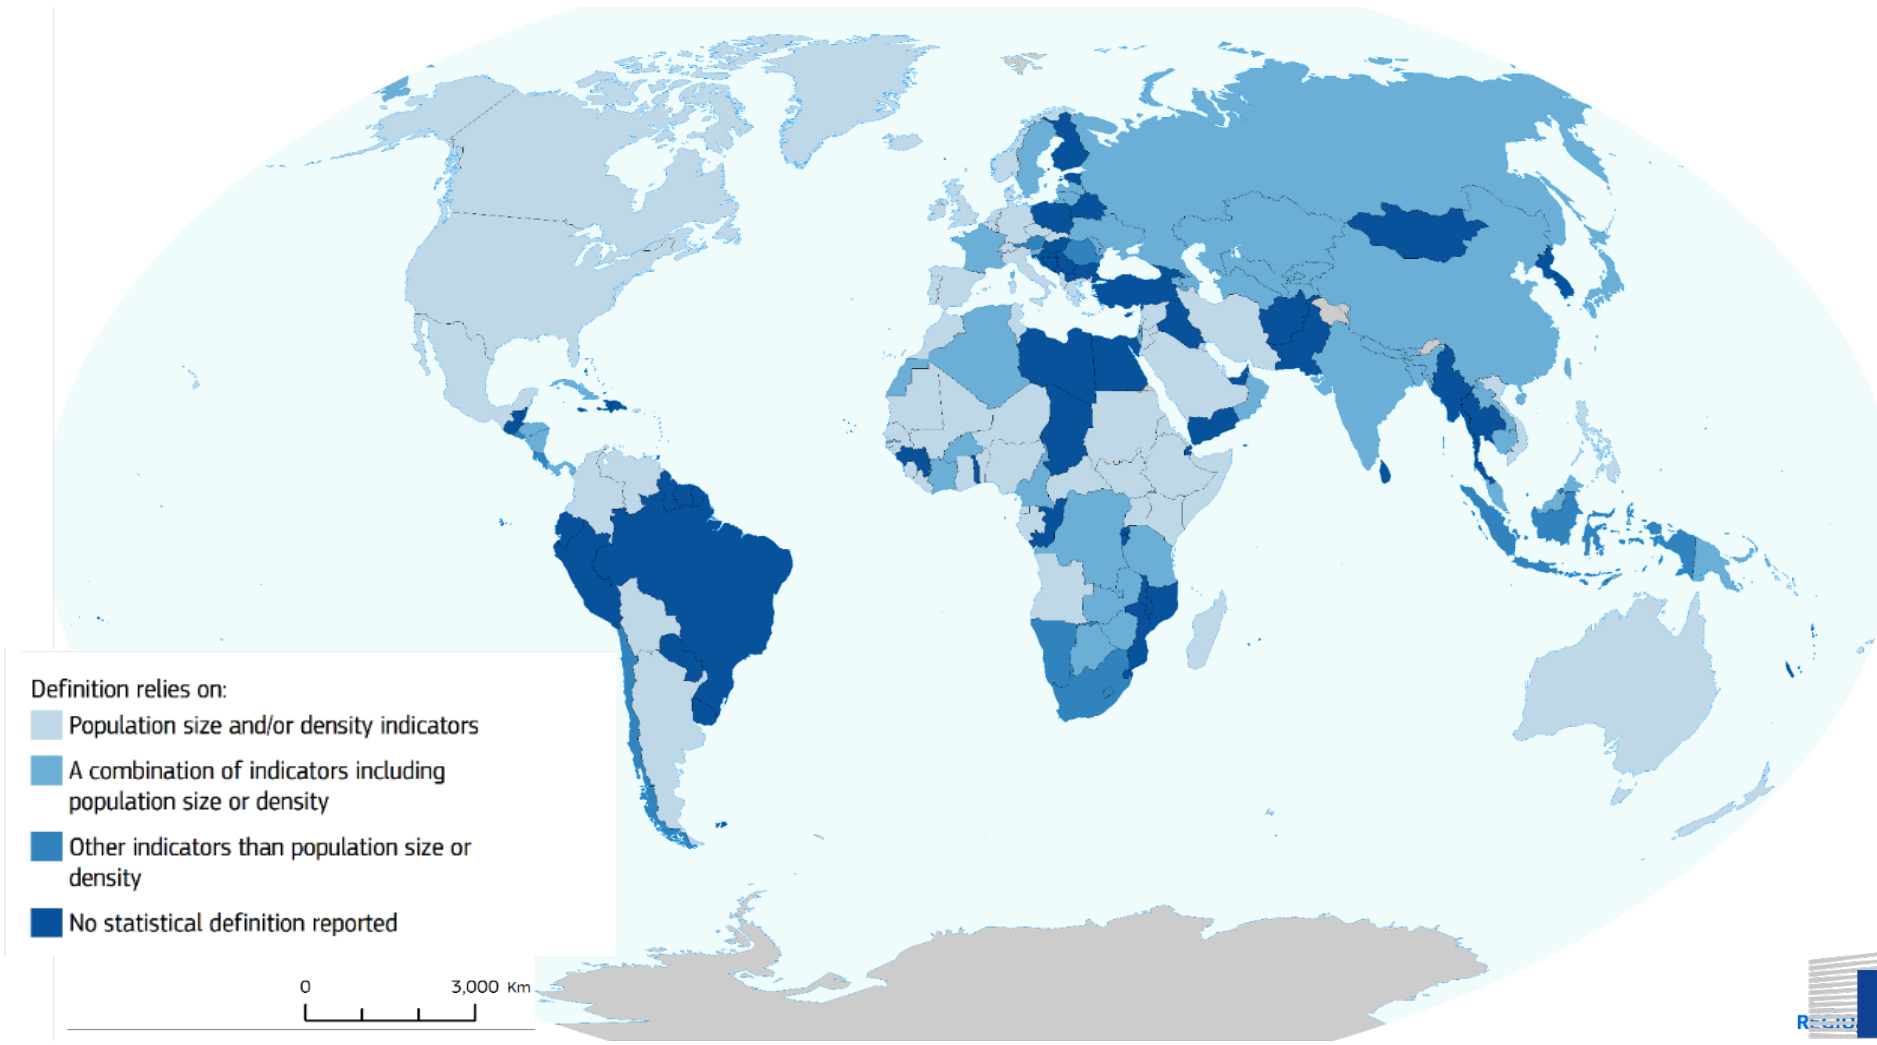 Definition relies on:
Population size and/or density indicators
A combination of indicators including
population size or density
Other indicators than population size or
density
No statistical definition reported
0 3,000 Km